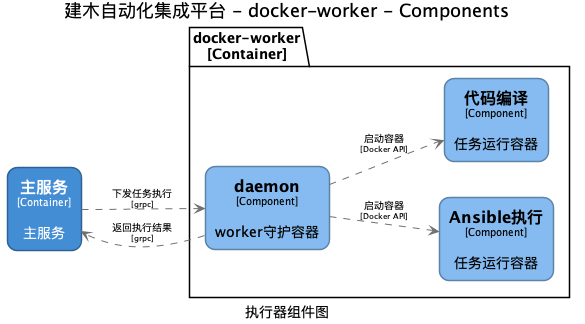 建木自动化集成平台 - docker-worker - Components
docker-worker
[Container]
代码编译
[Component]
任务运行容器
启动容器
[Docker API]
主服务
[Container]
主服务
下发任务执行
[grpc]
返回执行结果
[grpc]
daemon
[Component]
worker守护容器
启动容器
[Docker API]
Ansible执行
[Component]
任务运行容器
执行器组件图